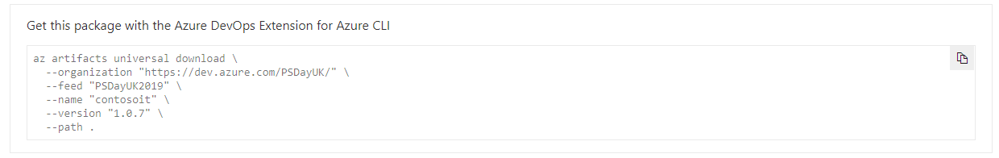 Get this package with the Azure DevOps Extension for Azure CLI
az artifacts universal download \
  --organization "https://dev.azure.com/PSDayUK/" \
  --feed "PSDayUK2019" \
  --name "contosoit" \
  --version "1.0.7" \
  --path .